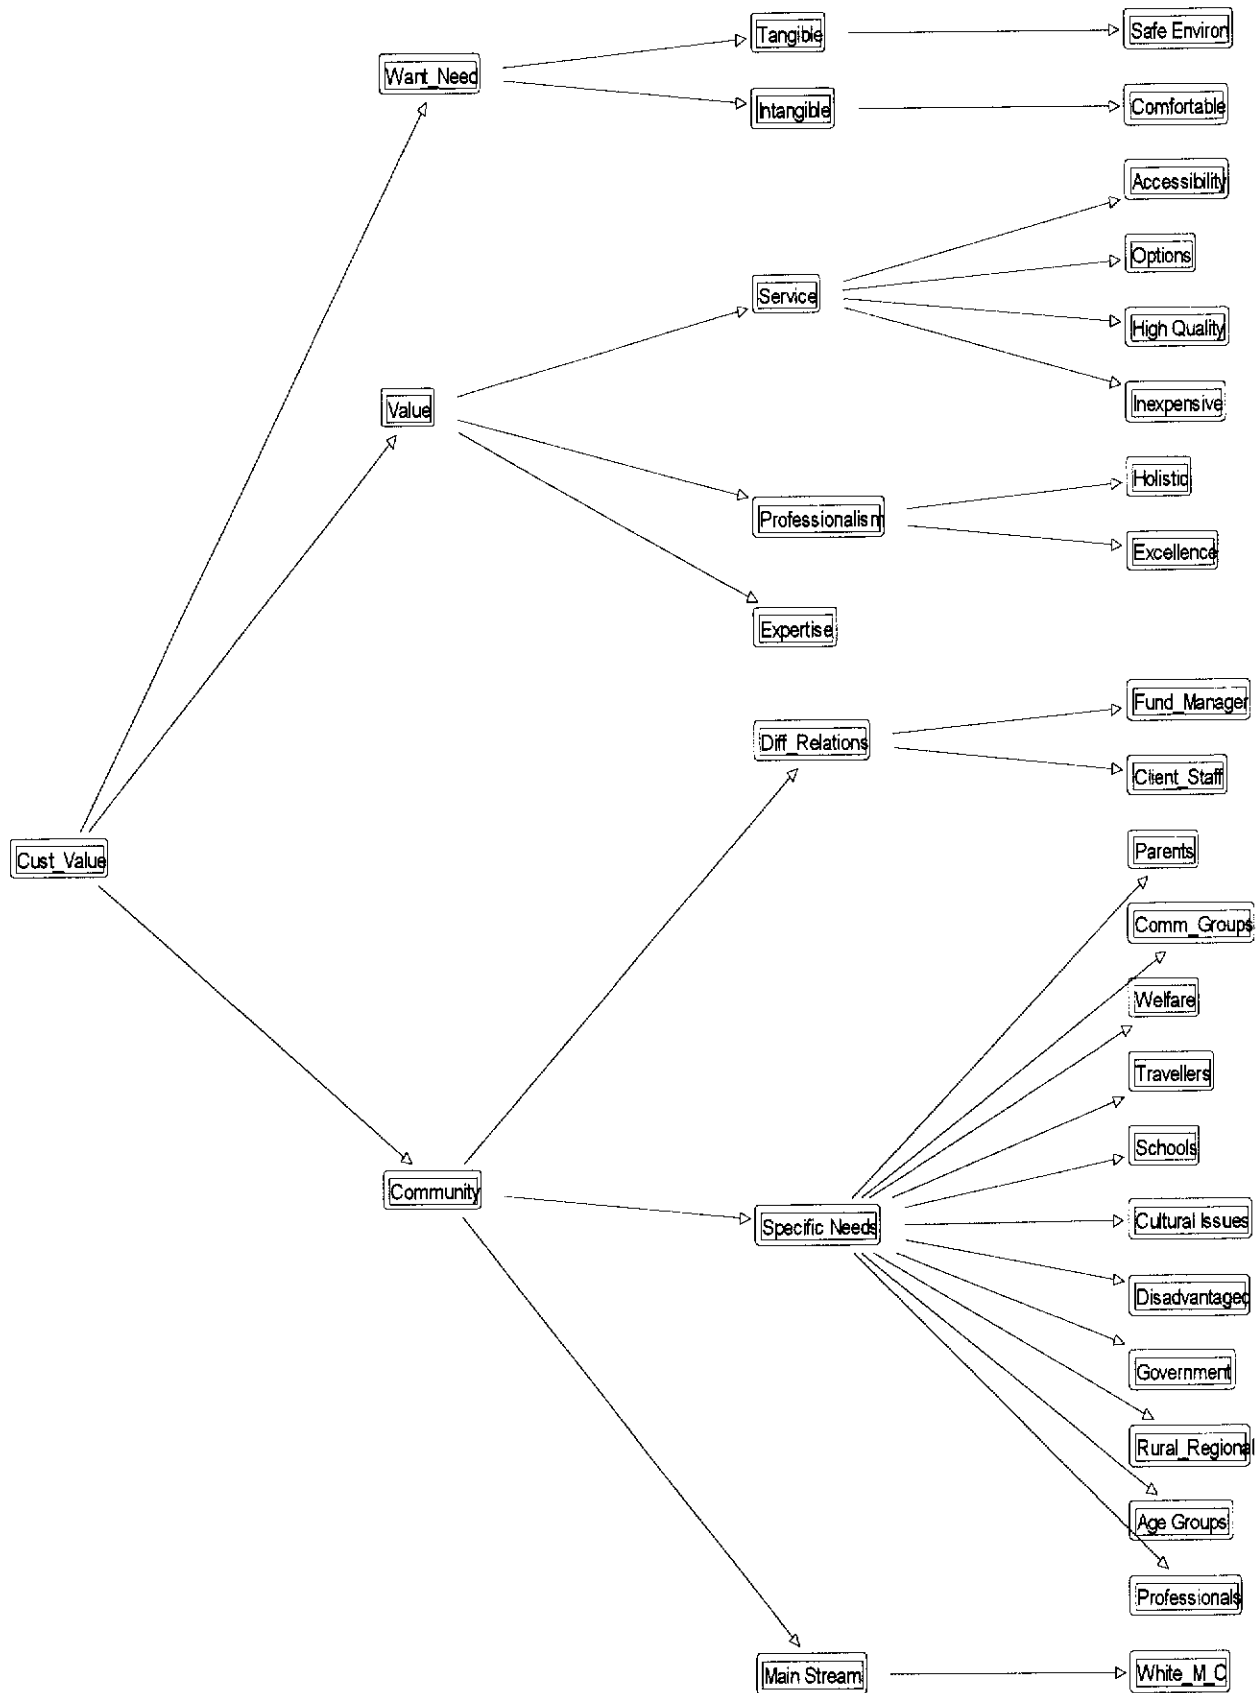 Cust_Value
Want_Need
Value
Community
Tangible
Intangible
Service
Professionalism
Expertise
Diff_Relations
Specific Needs
Main Stream
Safe Environ
Comfortable
Accessibility
Options
High Quality
Inexpensive
Holistic
Excellence
Fund_Manager
Client_Staff
Parents
Comm_Groups
Welfare
Travellers
Schools
Cultural Issues
Disadvantaged
Government
Rural_Regional
Age Groups
Professionals
White_M_C